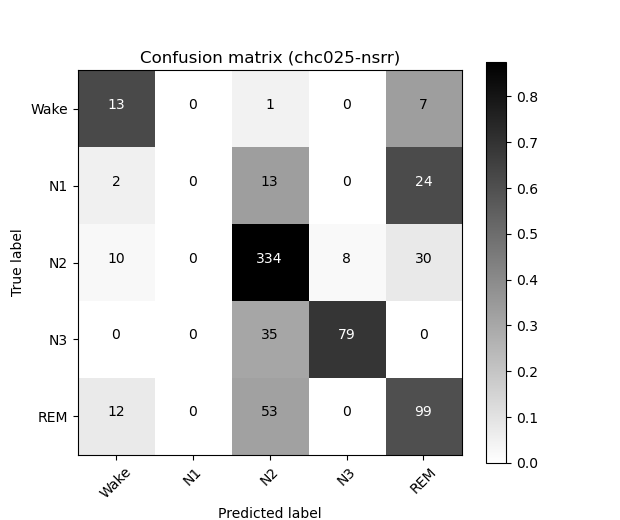 Confusion matrix (chc025-nsrr)
Wake 13 0 1 0 7
N1 2 0 13 0 24
N2 10 0 334 8 30
N3 0 0 35 79 0
REM 12 0 53 0 99
Wake N1 N2 N3 REM
Predicted label
True label
0.8
0.7
0.6
0.5
0.4
0.3
0.2
0.1
0.0